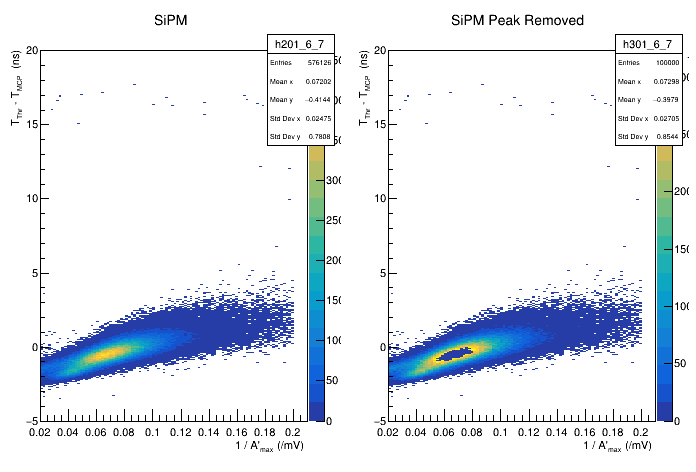 SiPM
h201_6_7
Entries 576126
Mean x 0.07202
Mean y −0.4144
Std Dev x 0.02475
Std Dev y 0.7808
T_Thr - T_MCP (ns)
20
15
10
5
0
−5
0.02 0.04 0.06 0.08 0.1 0.12 0.14 0.16 0.18 0.2
1 / A'_max (/mV)
300
250
200
150
100
50
0
SiPM Peak Removed
h301_6_7
Entries 100000
Mean x 0.07298
Mean y −0.3979
Std Dev x 0.02705
Std Dev y 0.8544
T_Thr - T_MCP (ns)
20
15
10
5
0
−5
0.02 0.04 0.06 0.08 0.1 0.12 0.14 0.16 0.18 0.2
1 / A'_max (/mV)
200
150
100
50
0